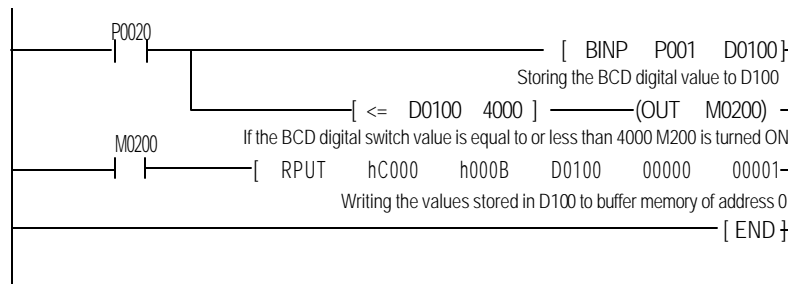 P0020
[ BINP P001 D0100 ]
Storing the BCD digital value to D100
[ <= D0100 4000 ] (OUT M0200)
If the BCD digital switch value is equal to or less than 4000 M200 is turned ON
M0200
[ RPUT hC000 h000B D0100 00000 00001
Writing the values stored in D100 to buffer memory of address 0
[ END ]